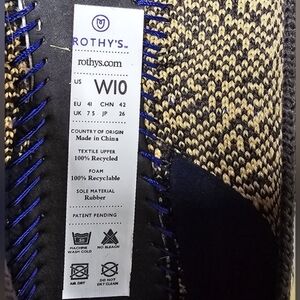 ROTHY'S™
rothys.com
US W10
EU 41 CHN 42
UK 7.5 JP 26
COUNTRY OF ORIGIN
Made in China
TEXTILE UPPER
100% Recycled
FOAM
100% Recyclable
SOLE MATERIAL
Rubber
PATENT PENDING
MACHINE WASH COLD
NO BLEACH
AIR DRY
DO NOT DRY CLEAN